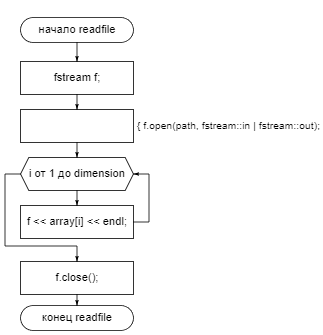 начало readfile
fstream f;
{ f.open(path, fstream::in | fstream::out);
i от 1 до dimension
f << array[i] << endl;
f.close();
конец readfile